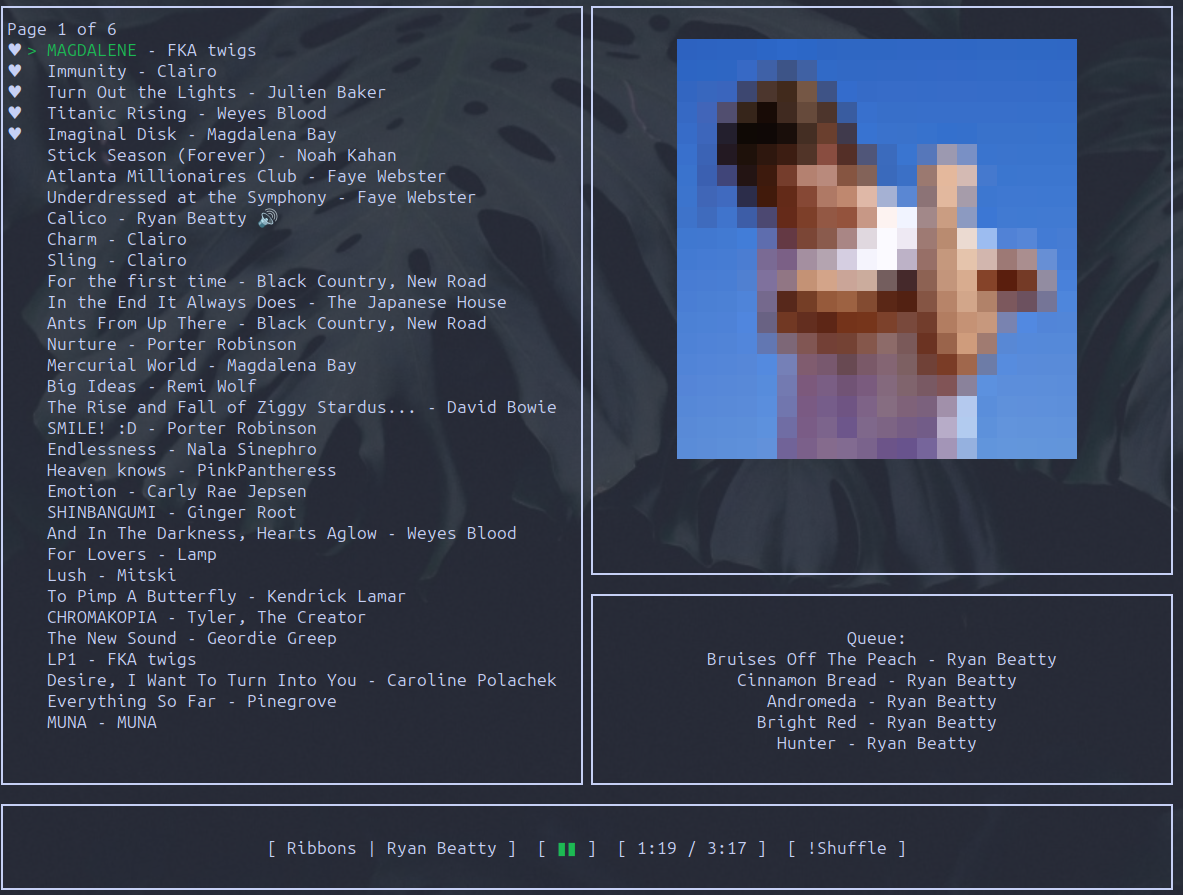 Page 1 of 6
♥ > MAGDALENE - FKA twigs
♥ Immunity - Clairo
♥ Turn Out the Lights - Julien Baker
♥ Titanic Rising - Weyes Blood
♥ Imaginal Disk - Magdalena Bay
Stick Season (Forever) - Noah Kahan
Atlanta Millionaires Club - Faye Webster
Underdressed at the Symphony - Faye Webster
Calico - Ryan Beatty 🔊
Charm - Clairo
Sling - Clairo
For the first time - Black Country, New Road
In the End It Always Does - The Japanese House
Ants From Up There - Black Country, New Road
Nurture - Porter Robinson
Mercurial World - Magdalena Bay
Big Ideas - Remi Wolf
The Rise and Fall of Ziggy Stardus... - David Bowie
SMILE! :D - Porter Robinson
Endlessness - Nala Sinephro
Heaven knows - PinkPantheress
Emotion - Carly Rae Jepsen
SHINBANGUMI - Ginger Root
And In The Darkness, Hearts Aglow - Weyes Blood
For Lovers - Lamp
Lush - Mitski
To Pimp A Butterfly - Kendrick Lamar
CHROMAKOPIA - Tyler, The Creator
The New Sound - Geordie Greep
LP1 - FKA twigs
Desire, I Want To Turn Into You - Caroline Polachek
Everything So Far - Pinegrove
MUNA - MUNA
Queue:
Bruises Off The Peach - Ryan Beatty
Cinnamon Bread - Ryan Beatty
Andromeda - Ryan Beatty
Bright Red - Ryan Beatty
Hunter - Ryan Beatty
[ Ribbons | Ryan Beatty ] [ ▮▮ ] [ 1:19 / 3:17 ] [ !Shuffle ]